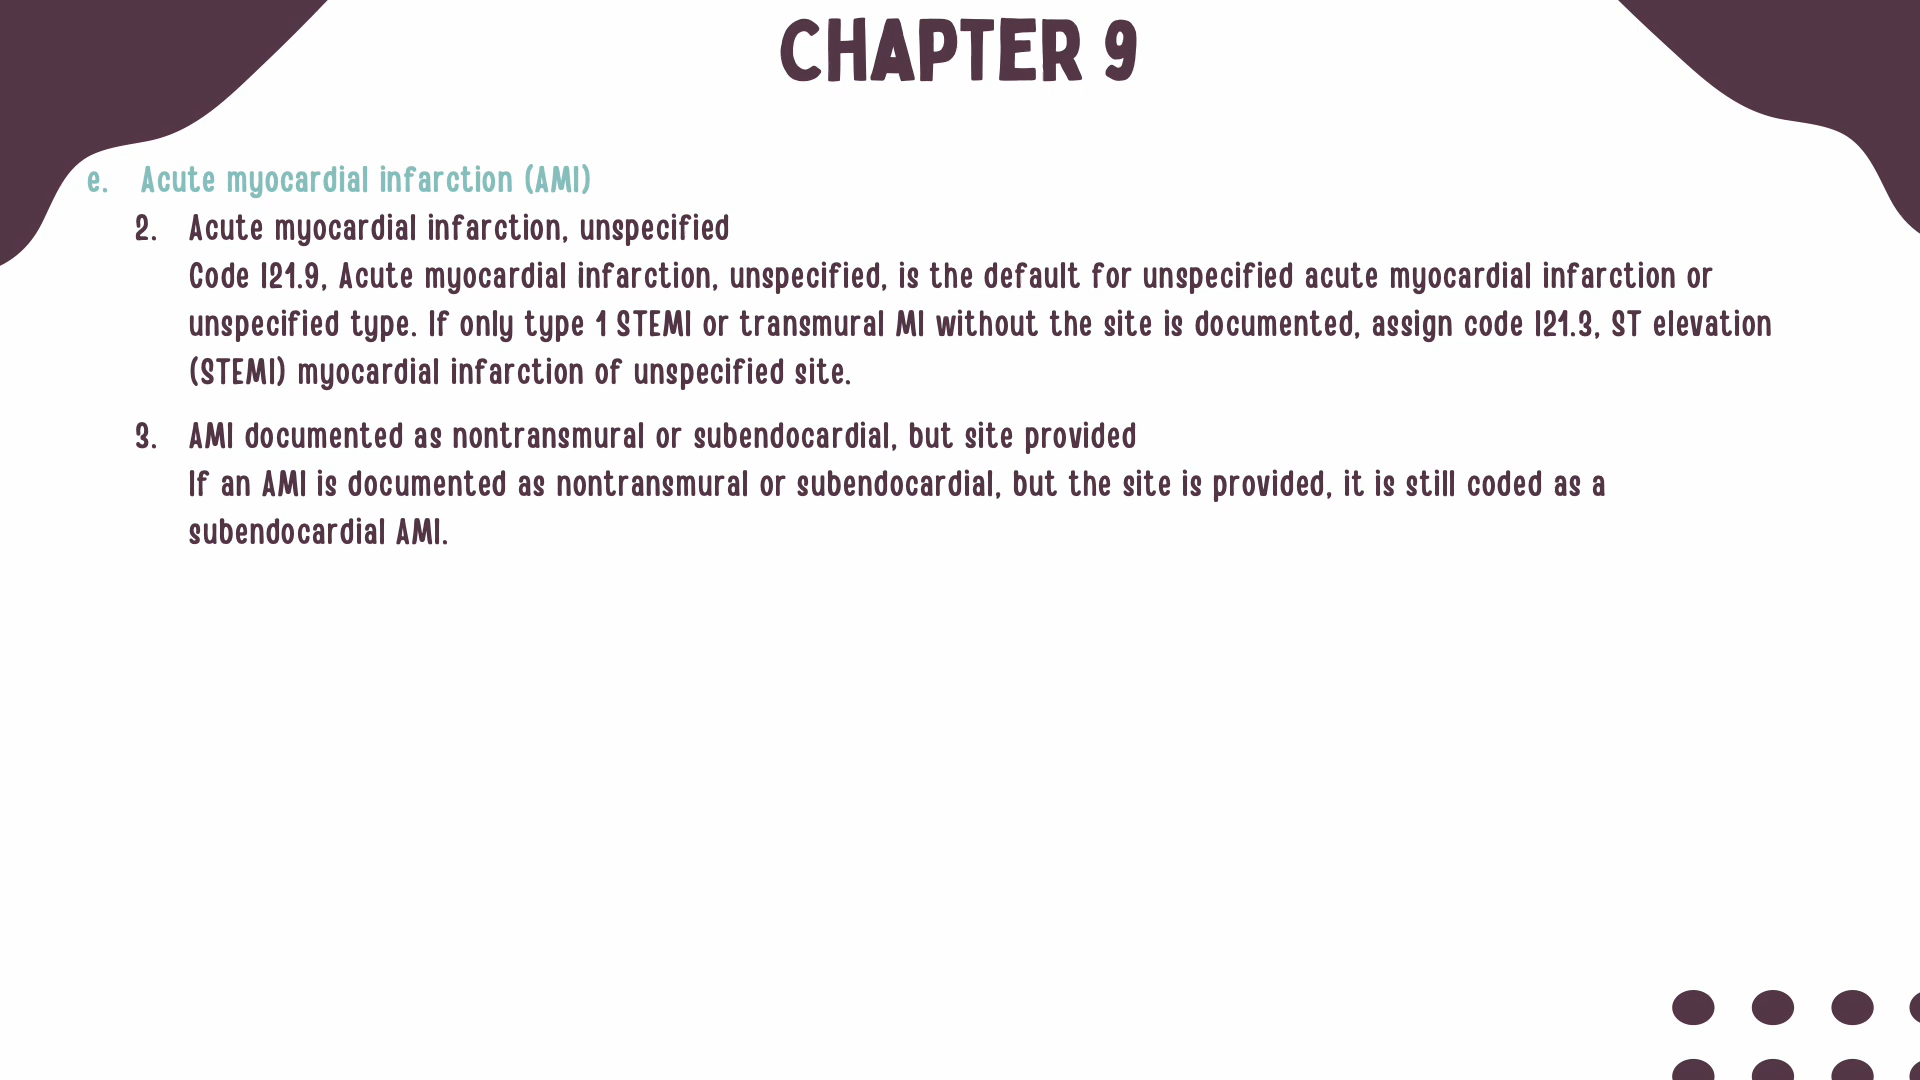 CHAPTER 9
e. Acute myocardial infarction (AMI)
2. Acute myocardial infarction, unspecified
Code I21.9, Acute myocardial infarction, unspecified, is the default for unspecified acute myocardial infarction or
unspecified type. If only type 1 STEMI or transmural MI without the site is documented, assign code I21.3, ST elevation
(STEMI) myocardial infarction of unspecified site.
3. AMI documented as nontransmural or subendocardial, but site provided
If an AMI is documented as nontransmural or subendocardial, but the site is provided, it is still coded as a
subendocardial AMI.